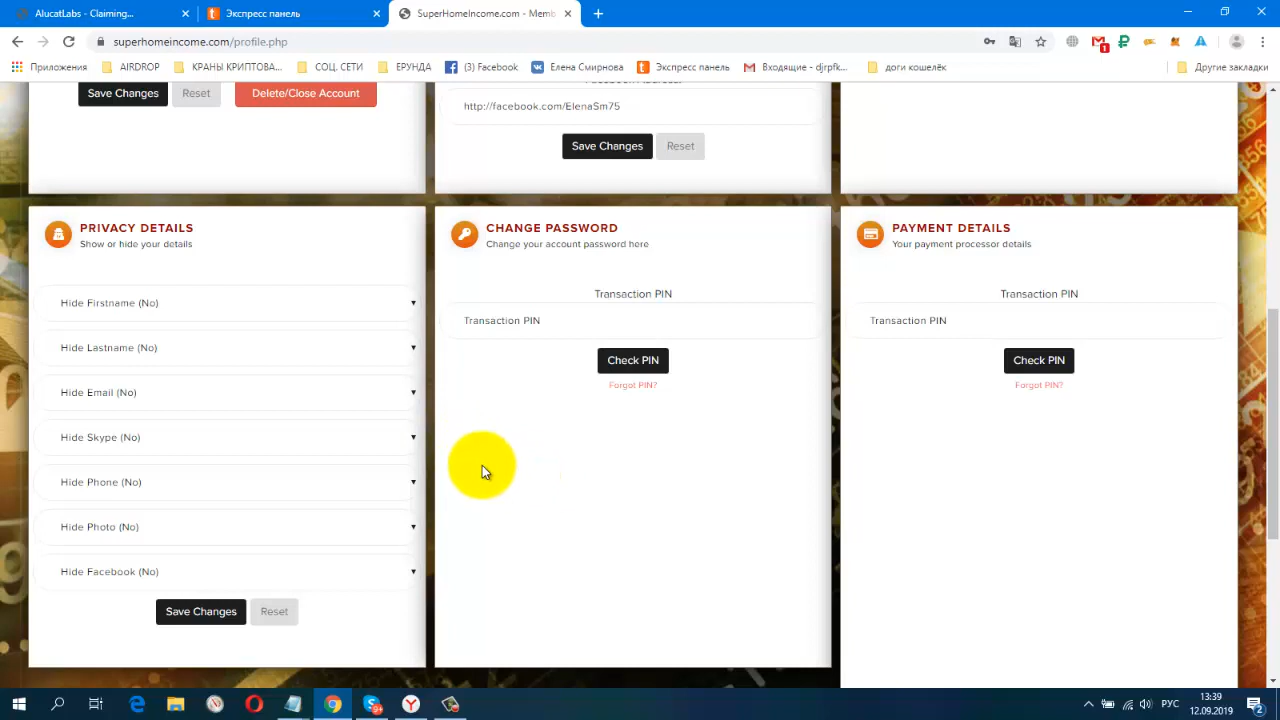 AlucatLabs - Claiming...
Экспресс панель
SuperHomeIncome.com - Memb
superhomeincome.com/profile.php
1
Приложения
AIRDROP
КРАНЫ КРИПТОВА...
СОЦ. СЕТИ
ЕРУНДА
(3) Facebook
Елена Смирнова
Экспресс панель
Входящие - djrpfk...
доги кошелёк
Другие закладки
Save Changes
Reset
Delete/Close Account
http://facebook.com/ElenaSm75
Save Changes
Reset
PRIVACY DETAILS
Show or hide your details
Hide Firstname (No)
Hide Lastname (No)
Hide Email (No)
Hide Skype (No)
Hide Phone (No)
Hide Photo (No)
Hide Facebook (No)
Save Changes
Reset
CHANGE PASSWORD
Change your account password here
Transaction PIN
Transaction PIN
Check PIN
Forgot PIN?
PAYMENT DETAILS
Your payment processor details
Transaction PIN
Transaction PIN
Check PIN
Forgot PIN?
РУС
13:39
12.09.2019
2